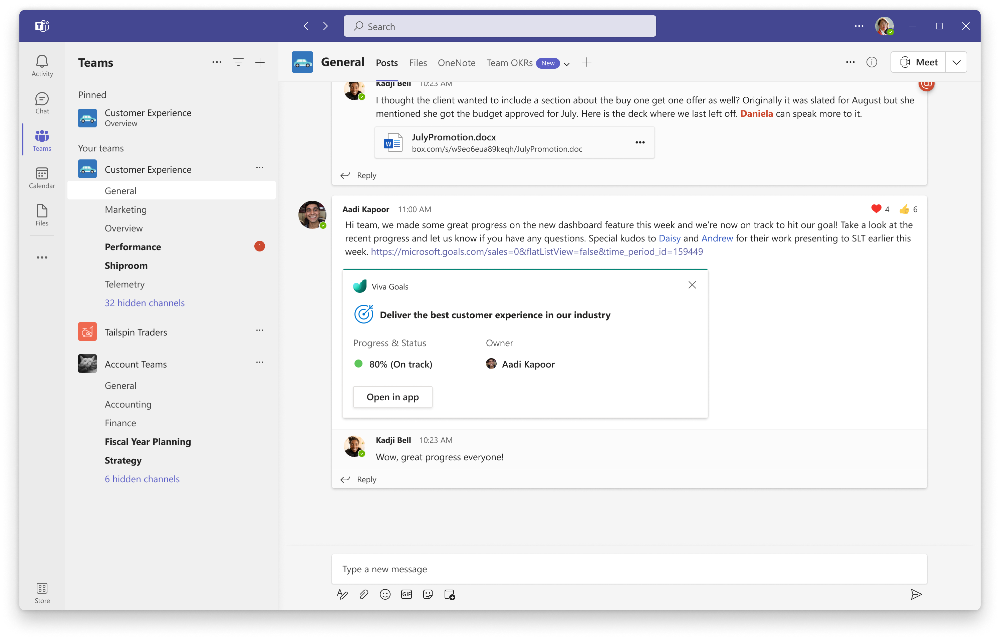 Search
Activity
Chat
Teams
Calendar
Files
Store
Teams
Pinned
Customer Experience
Overview
Your teams
Customer Experience
General
Marketing
Overview
Performance 1
Shiproom
Telemetry
32 hidden channels
Tailspin Traders
Account Teams
General
Accounting
Finance
Fiscal Year Planning
Strategy
6 hidden channels
General Posts Files OneNote Team OKRs New Meet
Kadji Bell 10:23 AM
I thought the client wanted to include a section about the buy one get one offer as well? Originally it was slated for August but she
mentioned she got the budget approved for July. Here is the deck where we last left off. Daniela can speak more to it.
W
JulyPromotion.docx
box.com/s/w9eo6eua89keqh/JulyPromotion.doc
Reply
Aadi Kapoor 11:00 AM 4 6
Hi team, we made some great progress on the new dashboard feature this week and we’re now on track to hit our goal! Take a look at the
recent progress and let us know if you have any questions. Special kudos to Daisy and Andrew for their work presenting to SLT earlier this
week. https://microsoft.goals.com/sales=0&flatListView=false&time_period_id=159449
Viva Goals
Deliver the best customer experience in our industry
Progress & Status Owner
80% (On track) Aadi Kapoor
Open in app
Kadji Bell 10:23 AM
Wow, great progress everyone!
Reply
Type a new message
GIF